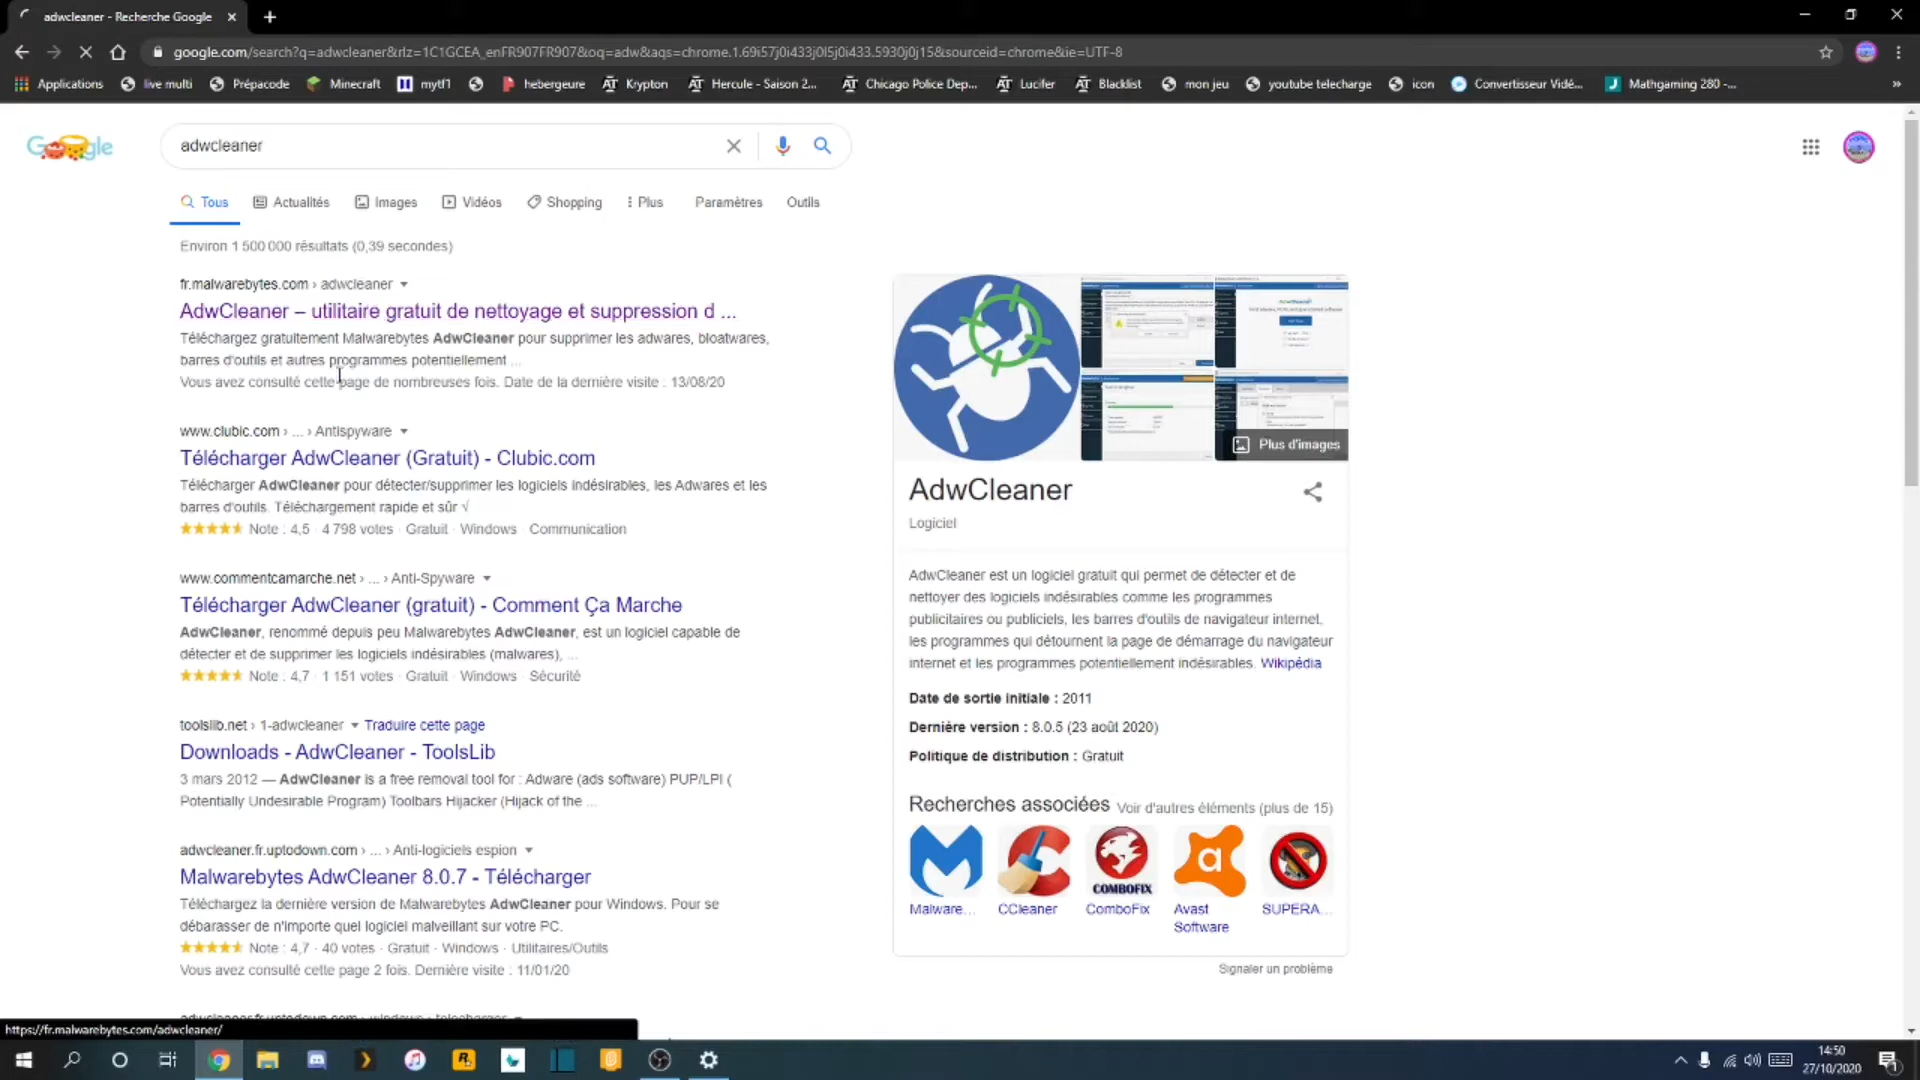 adwcleaner - Recherche Google
google.com/search?q=adwcleaner&rlz=1C1GCEA_enFR907FR907&oq=adw&aqs=chrome.1.69i57j0i433j0l5j0i433.5930j0j15&sourceid=chrome&ie=UTF-8
Applications live multi Prépacode Minecraft mytf1 hebergeure Krypton Hercule - Saison 2... Chicago Police Dep... Lucifer Blacklist mon jeu youtube telecharge icon Convertisseur Vidé... Mathgaming 280 -...
adwcleaner
Tous Actualités Images Vidéos Shopping Plus Paramètres Outils
Environ 1 500 000 résultats (0,39 secondes)
fr.malwarebytes.com › adwcleaner
AdwCleaner – utilitaire gratuit de nettoyage et suppression d ...
Téléchargez gratuitement Malwarebytes AdwCleaner pour supprimer les adwares, bloatwares,
barres d'outils et autres programmes potentiellement ...
Vous avez consulté cette page de nombreuses fois. Date de la dernière visite : 13/08/20
www.clubic.com › ... › Antispyware
Télécharger AdwCleaner (Gratuit) - Clubic.com
Télécharger AdwCleaner pour détecter/supprimer les logiciels indésirables, les Adwares et les
barres d'outils. Téléchargement rapide et sûr √
Note : 4,5 · 4 798 votes · Gratuit · Windows · Communication
www.commentcamarche.net › ... › Anti-Spyware
Télécharger AdwCleaner (gratuit) - Comment Ça Marche
AdwCleaner, renommé depuis peu Malwarebytes AdwCleaner, est un logiciel capable de
détecter et de supprimer les logiciels indésirables (malwares), ...
Note : 4,7 · 1 151 votes · Gratuit · Windows · Sécurité
toolslib.net › 1-adwcleaner Traduire cette page
Downloads - AdwCleaner - ToolsLib
3 mars 2012 — AdwCleaner is a free removal tool for : Adware (ads software) PUP/LPI (
Potentially Undesirable Program) Toolbars Hijacker (Hijack of the ...
adwcleaner.fr.uptodown.com › ... › Anti-logiciels espion
Malwarebytes AdwCleaner 8.0.7 - Télécharger
Téléchargez la dernière version de Malwarebytes AdwCleaner pour Windows. Pour se
débarasser de n'importe quel logiciel malveillant sur votre PC.
Note : 4,7 · 40 votes · Gratuit · Windows · Utilitaires/Outils
Vous avez consulté cette page 2 fois. Dernière visite : 11/01/20
https://fr.malwarebytes.com/adwcleaner/
Plus d'images
AdwCleaner
Logiciel
AdwCleaner est un logiciel gratuit qui permet de détecter et de
nettoyer des logiciels indésirables comme les programmes
publicitaires ou publiciels, les barres d'outils de navigateur internet,
les programmes qui détournent la page de démarrage du navigateur
internet et les programmes potentiellement indésirables. Wikipédia
Date de sortie initiale : 2011
Dernière version : 8.0.5 (23 août 2020)
Politique de distribution : Gratuit
Recherches associées Voir d'autres éléments (plus de 15)
COMBOFIX
Malware... CCleaner ComboFix Avast Software SUPERA...
Signaler un problème
14:50
27/10/2020